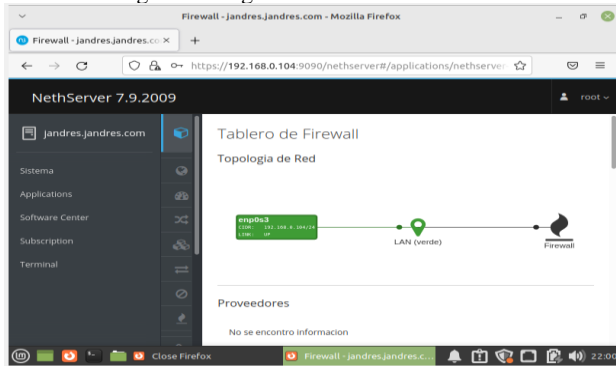 Firewall - jandres.jandres.com - Mozilla Firefox
Firewall - jandres.jandres.co
https://192.168.0.104:9090/nethserver#/applications/nethserver
NethServer 7.9.2009
root
jandres.jandres.com
Sistema
Applications
Software Center
Subscription
Terminal
Tablero de Firewall
Topologia de Red
enp0s3
CIDR: 192.168.0.104/24
LINK: UP
LAN (verde)
Firewall
Proveedores
No se encontro informacion
Close Firefox
Firewall - jandres.jandres.c...
22:00